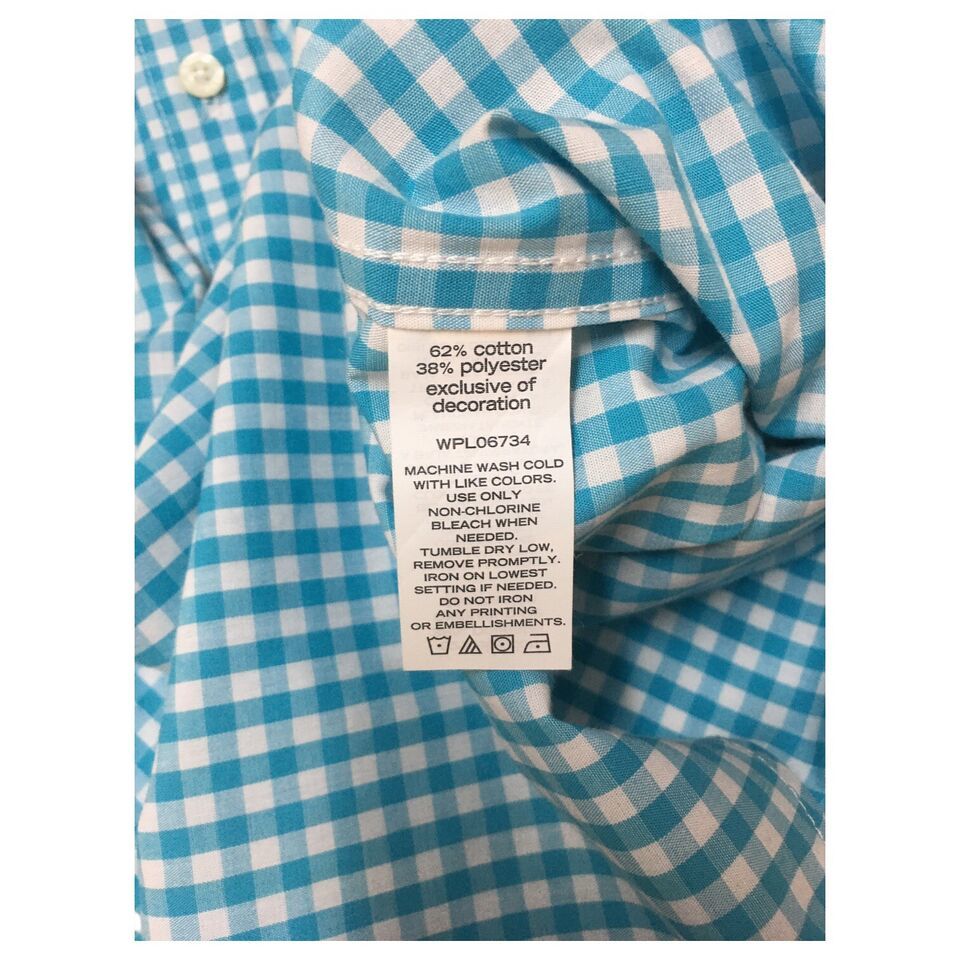 62% cotton
38% polyester
exclusive of
decoration
WPL06734
MACHINE WASH COLD
WITH LIKE COLORS.
USE ONLY
NON-CHLORINE
BLEACH WHEN
NEEDED.
TUMBLE DRY LOW,
REMOVE PROMPTLY.
IRON ON LOWEST
SETTING IF NEEDED.
DO NOT IRON
ANY PRINTING
OR EMBELLISHMENTS.